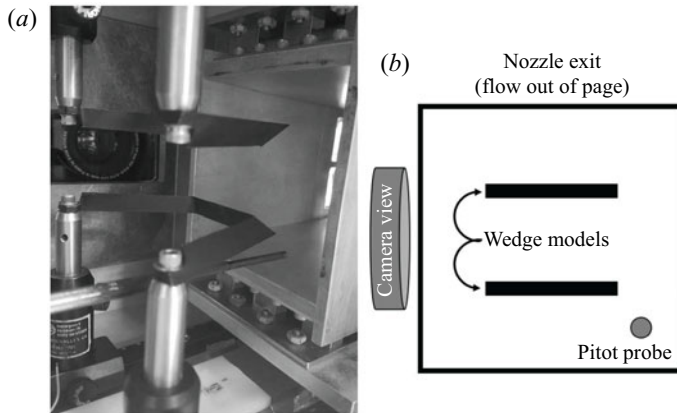 (a)
(b)
Nozzle exit
(flow out of page)
Camera view
Wedge models
Pitot probe